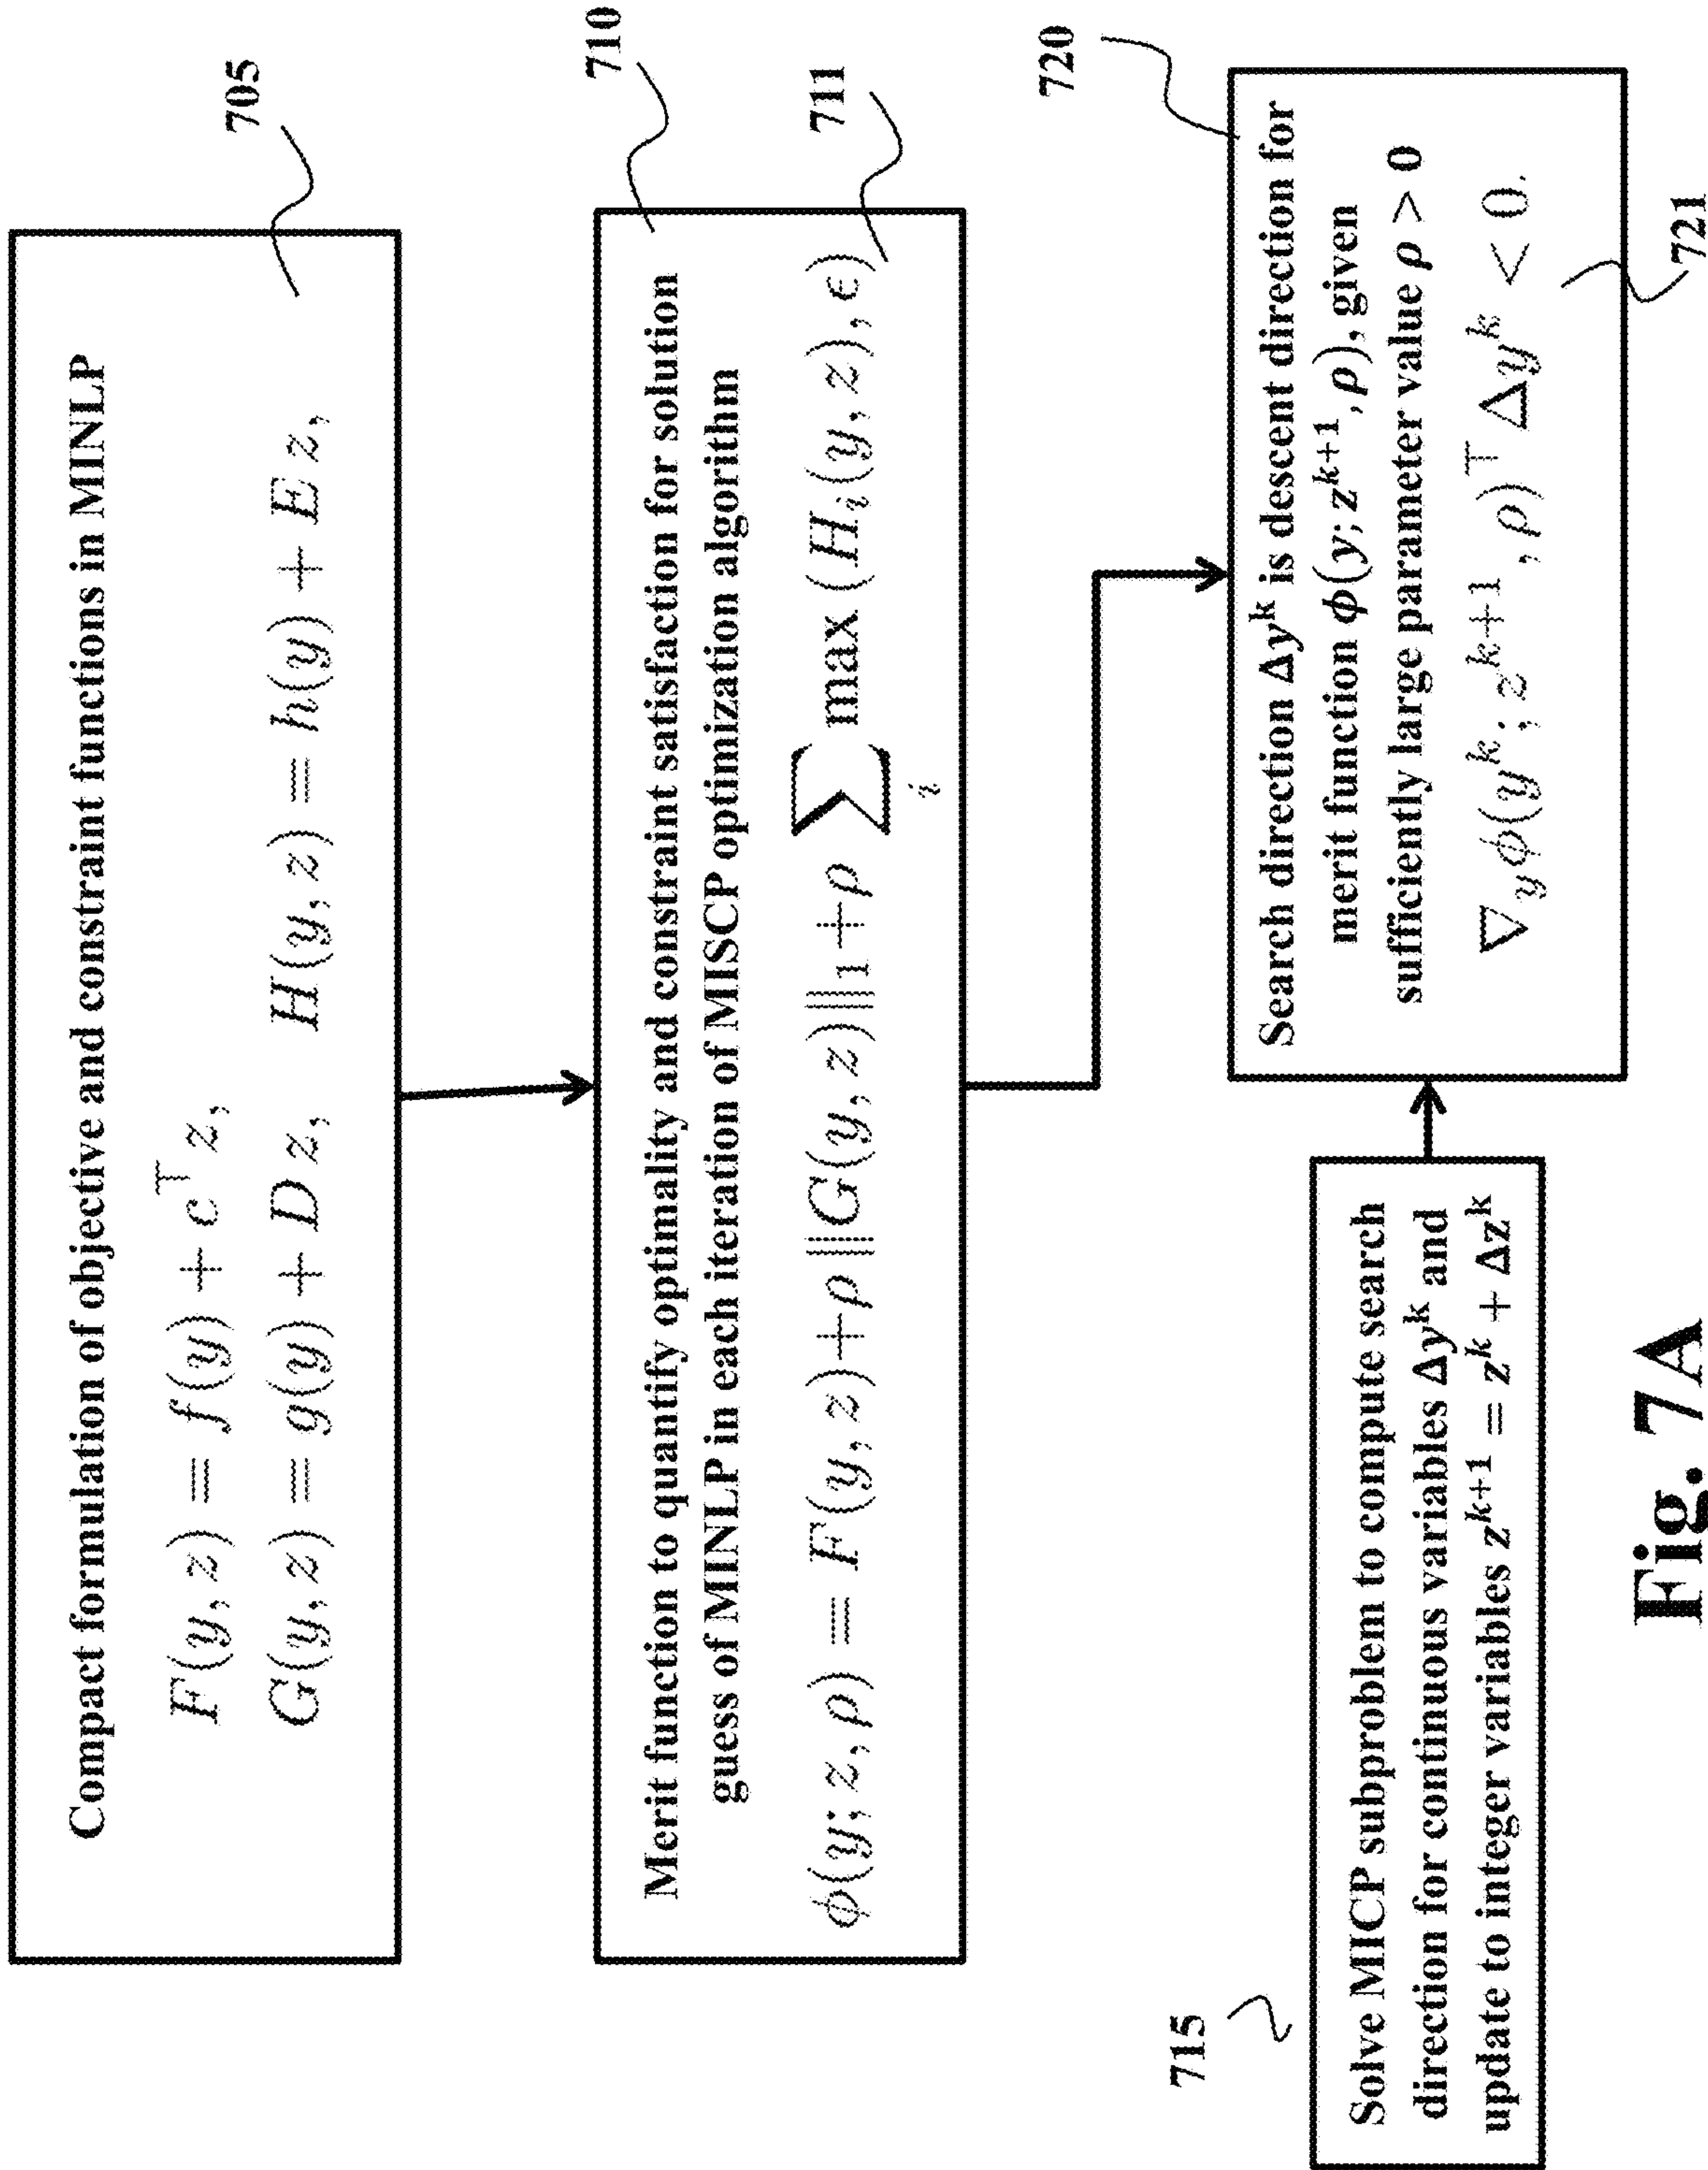 Compact formulation of objective and constraint functions in MINLP
F(y, z) = f(y) + c^⊤ z,
G(y, z) = g(y) + D z,   H(y, z) = h(y) + E z,
705
Merit function to quantify optimality and constraint satisfaction for solution
guess of MINLP in each iteration of MISCP optimization algorithm
ϕ(y; z, ρ) = F(y, z)+ρ ‖G(y, z)‖₁+ρ ∑_i max (H_i(y, z), ϵ)
710
711
715
Solve MICP subproblem to compute search
direction for continuous variables Δy^k and
update to integer variables z^{k+1} = z^k + Δz^k
720
Search direction Δy^k is descent direction for
merit function ϕ(y; z^{k+1}, ρ), given
sufficiently large parameter value ρ > 0
∇_y ϕ(y^k; z^{k+1}, ρ)^⊤ Δy^k < 0.
721
Fig. 7A